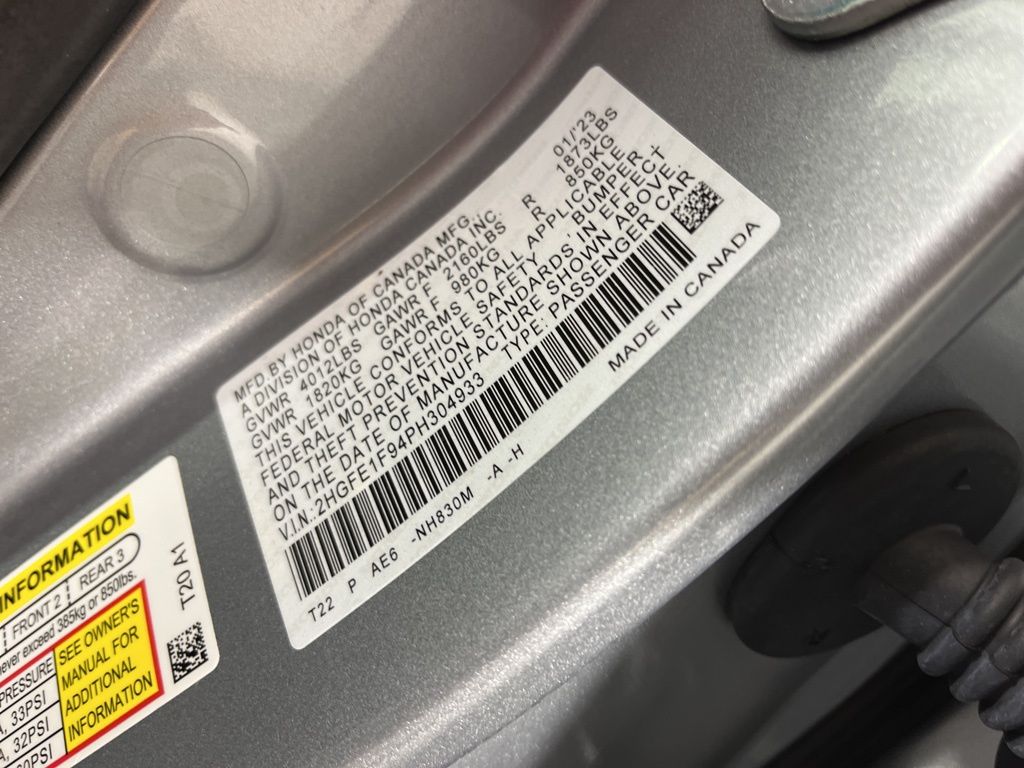 MFD.BY HONDA OF CANADA MFG.
A DIVISION OF HONDA CANADA INC. 01/'23
GVWR 4012LBS GAWR F 2160LBS R 1873LBS
GVWR 1820KG GAWR F 980KG R 850KG
THIS VEHICLE CONFORMS TO ALL APPLICABLE
FEDERAL MOTOR VEHICLE SAFETY, BUMPER,
AND THEFT PREVENTION STANDARDS IN EFFECT
ON THE DATE OF MANUFACTURE SHOWN ABOVE.
V.I.N:2HGFE1F94PH304933 TYPE: PASSENGER CAR
T22 P AE6 -NH830M -A -H
MADE IN CANADA
INFORMATION
FRONT 2 REAR 3
never exceed 385kg or 850lbs.
PRESSURE
33PSI
32PSI
SEE OWNER'S
MANUAL FOR
ADDITIONAL
INFORMATION
T20 A1